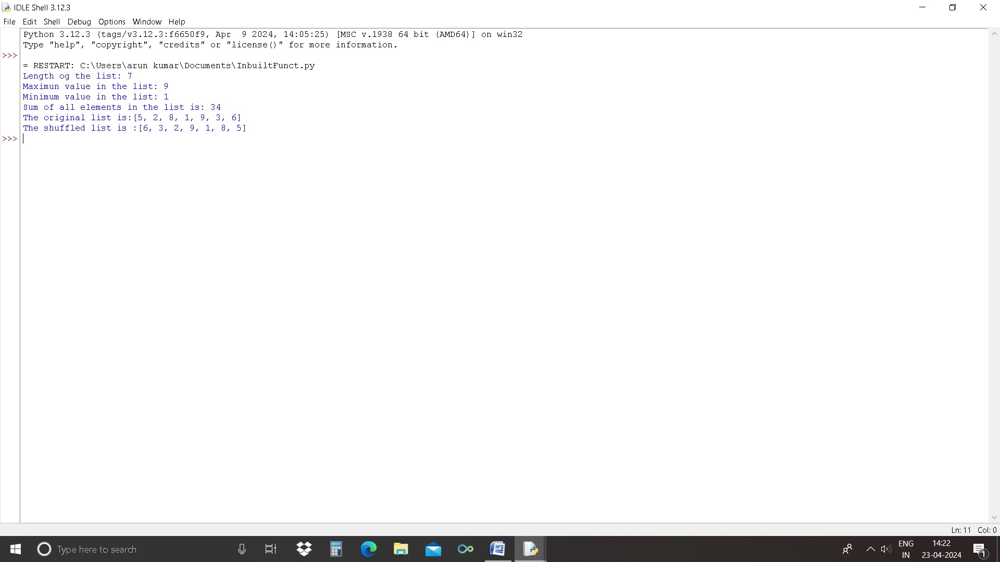 IDLE Shell 3.12.3
File Edit Shell Debug Options Window Help
Python 3.12.3 (tags/v3.12.3:f6650f9, Apr  9 2024, 14:05:25) [MSC v.1938 64 bit (AMD64)] on win32
Type "help", "copyright", "credits" or "license()" for more information.
>>>
= RESTART: C:\Users\arun kumar\Documents\InbuiltFunct.py
Length og the list: 7
Maximun value in the list: 9
Minimum value in the list: 1
Sum of all elements in the list is: 34
The original list is:[5, 2, 8, 1, 9, 3, 6]
The shuffled list is :[6, 3, 2, 9, 1, 8, 5]
>>>
Ln: 11 Col: 0
Type here to search
ENG 14:22
IN 23-04-2024 1